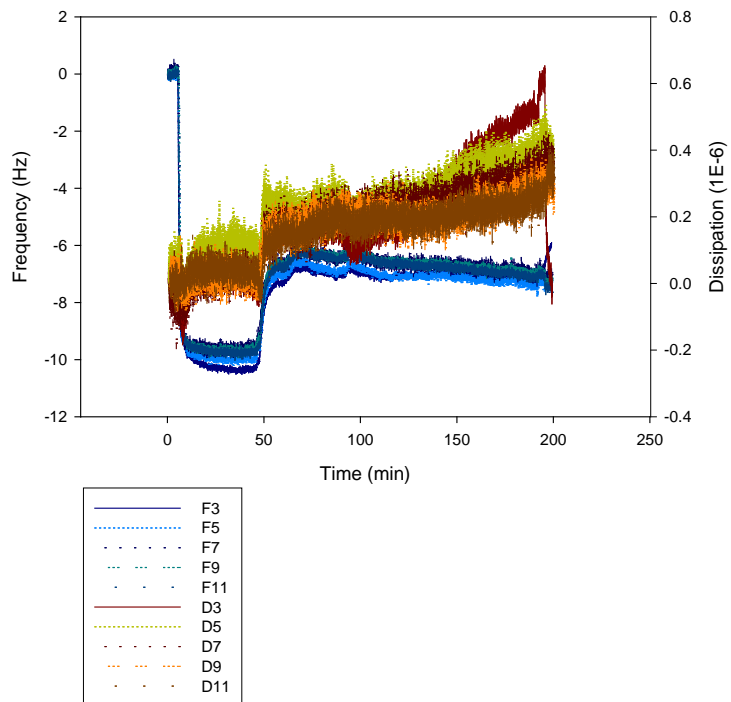 2
0
-2
-4
-6
-8
-10
-12
Frequency (Hz)
0.8
0.6
0.4
0.2
0.0
-0.2
-0.4
Dissipation (1E-6)
0 50 100 150 200 250
Time (min)
F3
F5
F7
F9
F11
D3
D5
D7
D9
D11